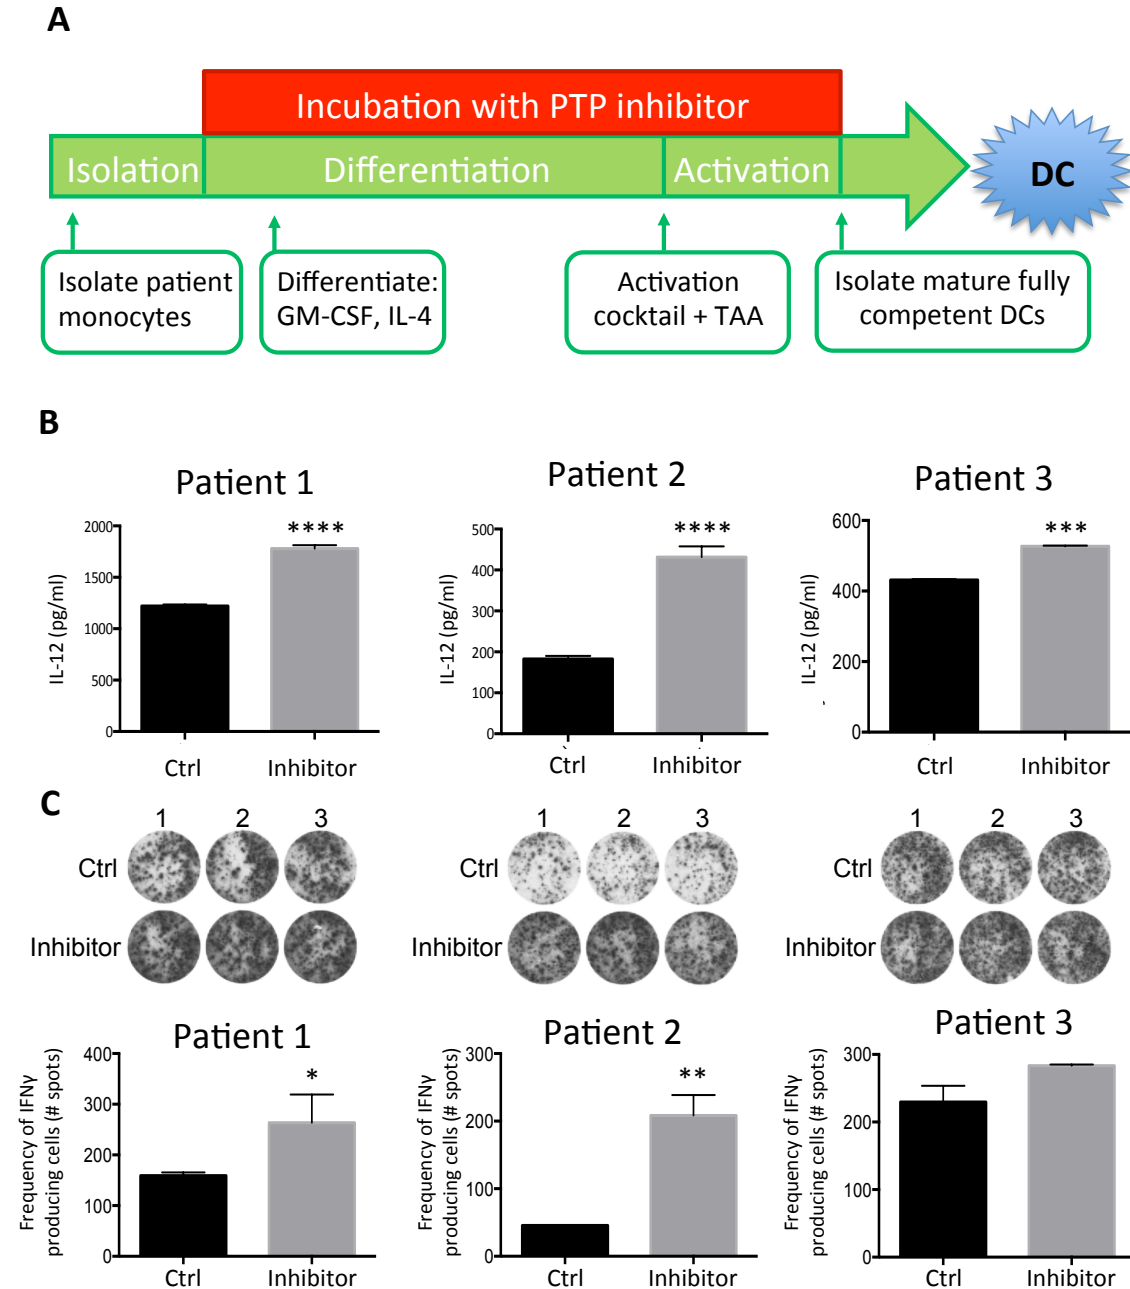 A
Incubation with PTP inhibitor
Isolation
Differentiation
Activation
DC
Isolate patient
monocytes
Differentiate:
GM-CSF, IL-4
Activation
cocktail + TAA
Isolate mature fully
competent DCs
B
Patient 1
2000
1500
1000
500
0
IL-12 (pg/ml)
****
Ctrl
Inhibitor
Patient 2
500
400
300
200
100
0
IL-12 (pg/ml)
****
Ctrl
Inhibitor
Patient 3
600
400
200
0
IL-12 (pg/ml)
***
Ctrl
Inhibitor
C
1 2 3
Ctrl
Inhibitor
1 2 3
Ctrl
Inhibitor
1 2 3
Ctrl
Inhibitor
Patient 1
400
300
200
100
0
Frequency of IFNγ
producing cells (# spots)
*
Ctrl
Inhibitor
Patient 2
300
200
100
0
Frequency of IFNγ
producing cells (# spots)
**
Ctrl
Inhibitor
Patient 3
300
200
100
0
Frequency of IFNγ
producing cells (# spots)
Ctrl
Inhibitor